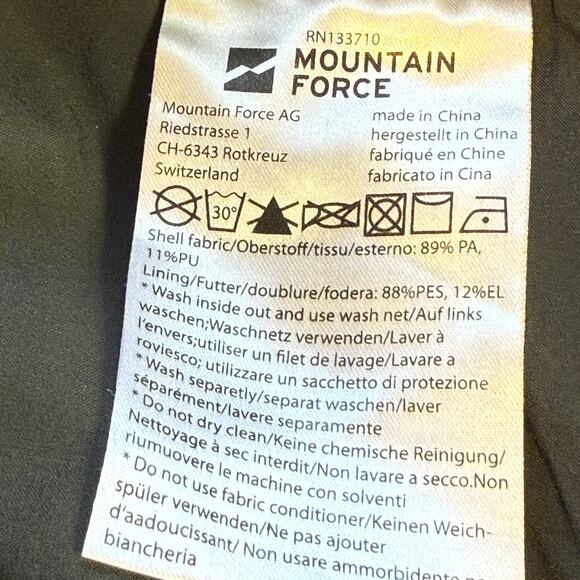 RN133710
MOUNTAIN
FORCE
Mountain Force AG
Riedstrasse 1
CH-6343 Rotkreuz
Switzerland
made in China
hergestellt in China
fabriqué en Chine
fabricato in Cina
30°
Shell fabric/Oberstoff/tissu/esterno: 89% PA,
11%PU
Lining/Futter/doublure/fodera: 88%PES, 12%EL
* Wash inside out and use wash net/Auf links
waschen;Waschnetz verwenden/Laver à
l'envers;utiliser un filet de lavage/Lavare a
roviesco; utilizzare un sacchetto di protezione
* Wash separetly/separat waschen/laver
séparément/lavere separamente
* Do not dry clean/Keine chemische Reinigung/
Nettoyage à sec interdit/Non lavare a secco.Non
riumuovere le machine con solventi
* Do not use fabric conditioner/Keinen Weich-
spüler verwenden/Ne pas ajouter
d'aadoucissant/ Non usare ammorbidente
biancheria